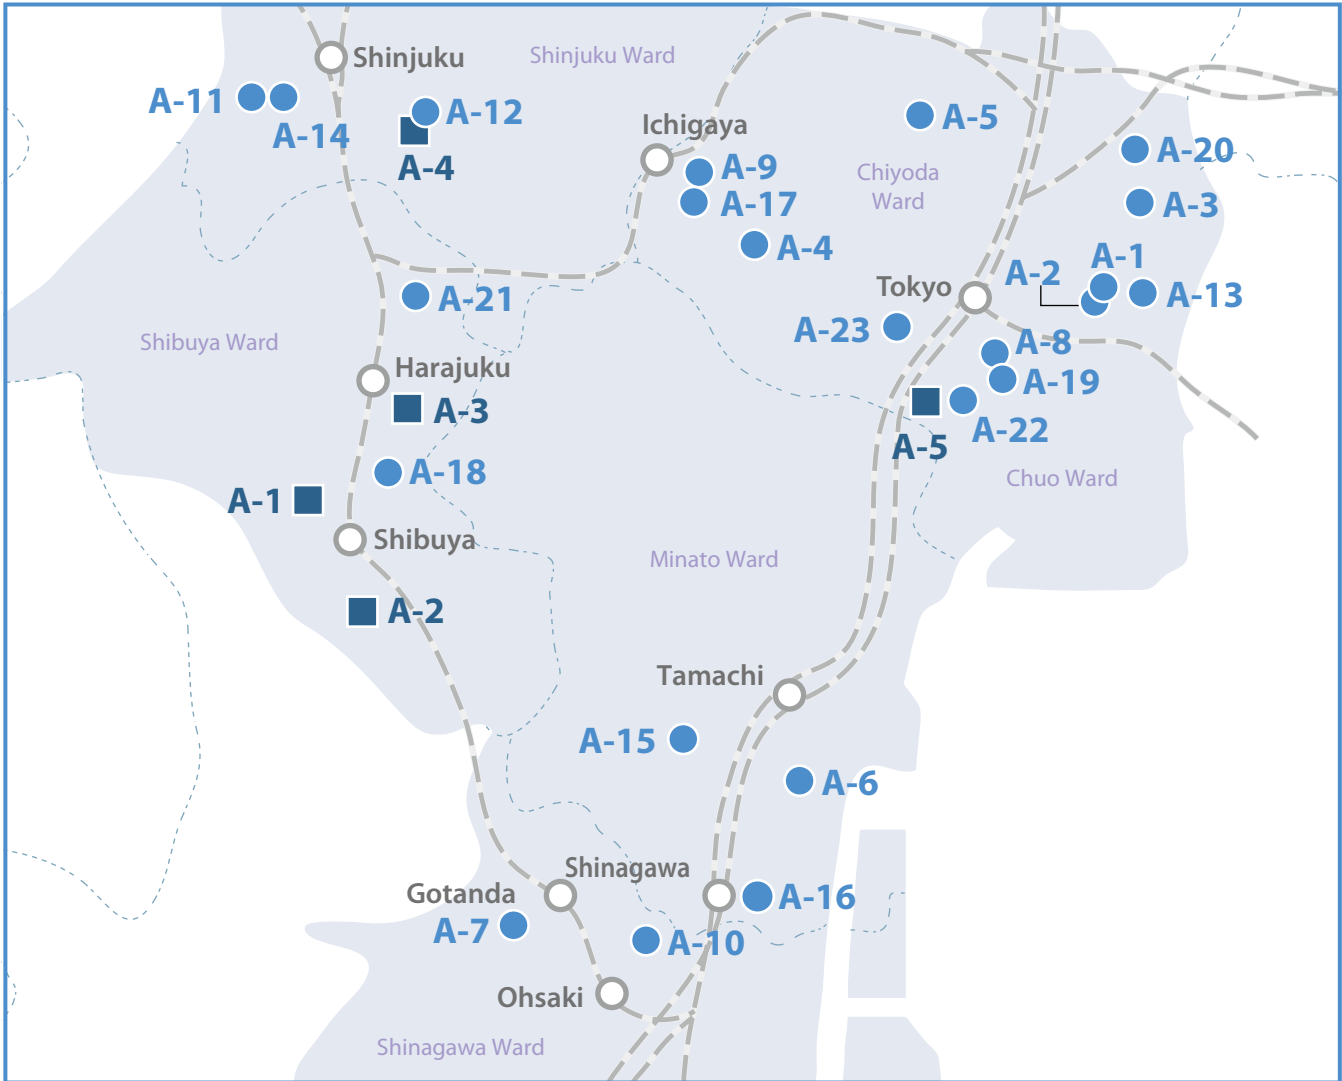 Shinjuku
Shinjuku Ward
A-11
A-14
A-12
A-4
Ichigaya
A-5
A-9
A-17
Chiyoda
Ward
A-20
A-3
A-4
A-1
A-2
Tokyo
A-13
A-21
A-23
Shibuya Ward
A-8
Harajuku
A-19
A-3
A-22
A-5
A-18
Chuo Ward
A-1
Shibuya
Minato Ward
A-2
Tamachi
A-15
A-6
Shinagawa
Gotanda
A-16
A-7
A-10
Ohsaki
Shinagawa Ward